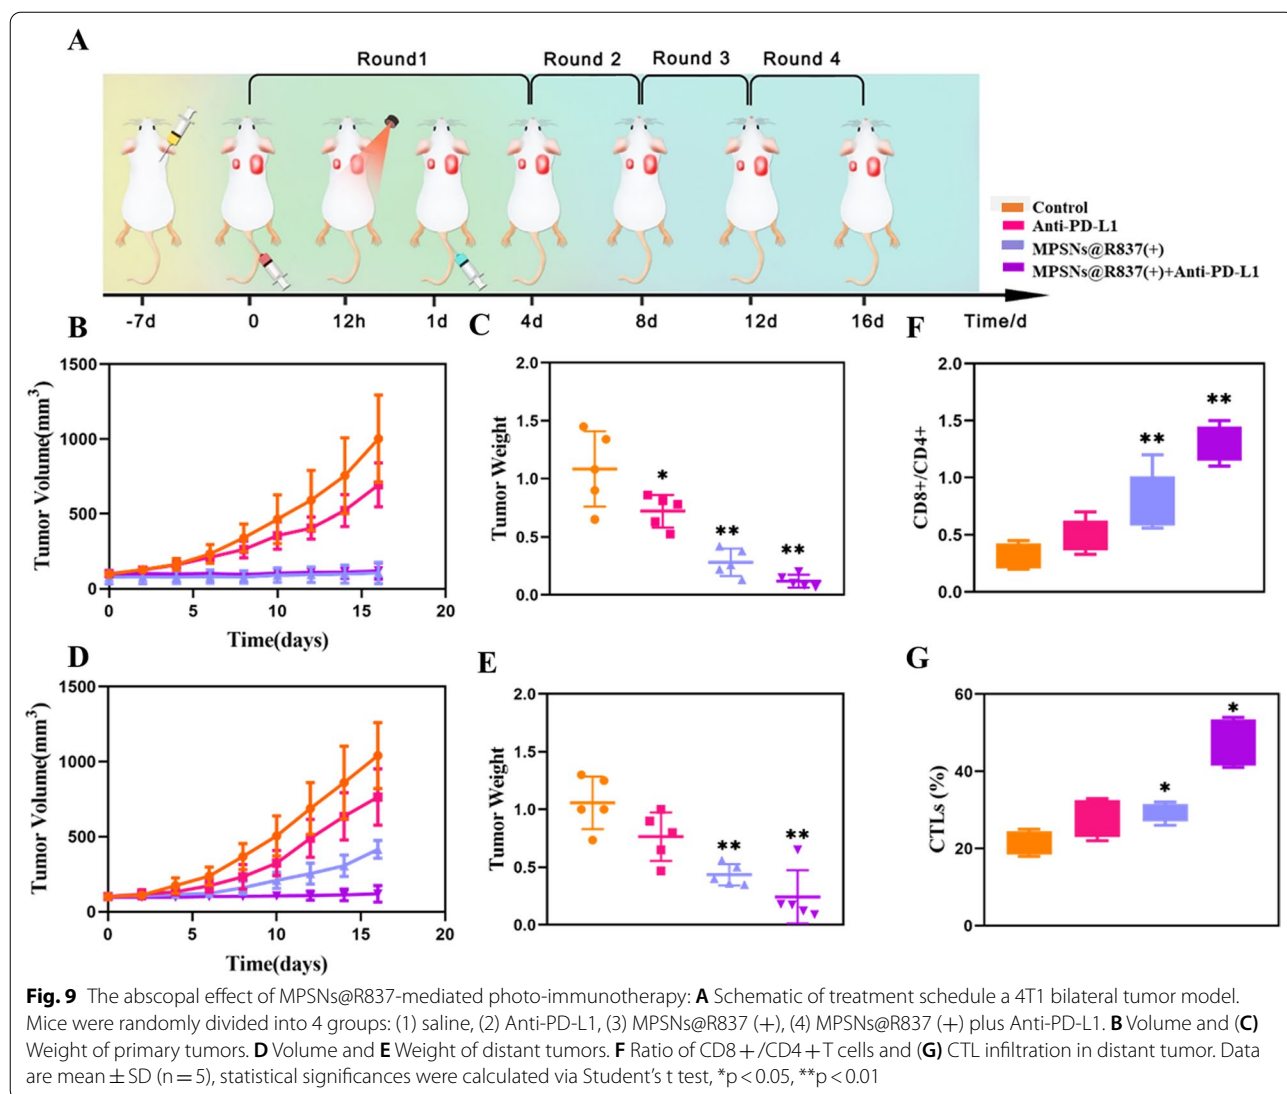 A
Round1
Round 2
Round 3
Round 4
Control
Anti-PD-L1
MPSNs@R837(+)
MPSNs@R837(+)+Anti-PD-L1
-7d
0
12h
1d
4d
8d
12d
16d
Time/d
B
Tumor Volume(mm³)
1500
1000
500
0
0
5
10
15
20
Time(days)
C
Tumor Weight
2.0
1.5
1.0
0.5
0.0
*
**
**
F
CD8+/CD4+
2.0
1.5
1.0
0.5
0.0
**
**
D
Tumor Volume(mm³)
1500
1000
500
0
0
5
10
15
20
Time(days)
E
Tumor Weight
2.0
1.5
1.0
0.5
0.0
**
**
G
CTLs (%)
60
40
20
0
*
*
Fig. 9 The abscopal effect of MPSNs@R837-mediated photo-immunotherapy: A Schematic of treatment schedule a 4T1 bilateral tumor model.
Mice were randomly divided into 4 groups: (1) saline, (2) Anti-PD-L1, (3) MPSNs@R837 (+), (4) MPSNs@R837 (+) plus Anti-PD-L1. B Volume and (C)
Weight of primary tumors. D Volume and E Weight of distant tumors. F Ratio of CD8+/CD4+T cells and (G) CTL infiltration in distant tumor. Data
are mean±SD (n=5), statistical significances were calculated via Student's t test, *p<0.05, **p<0.01